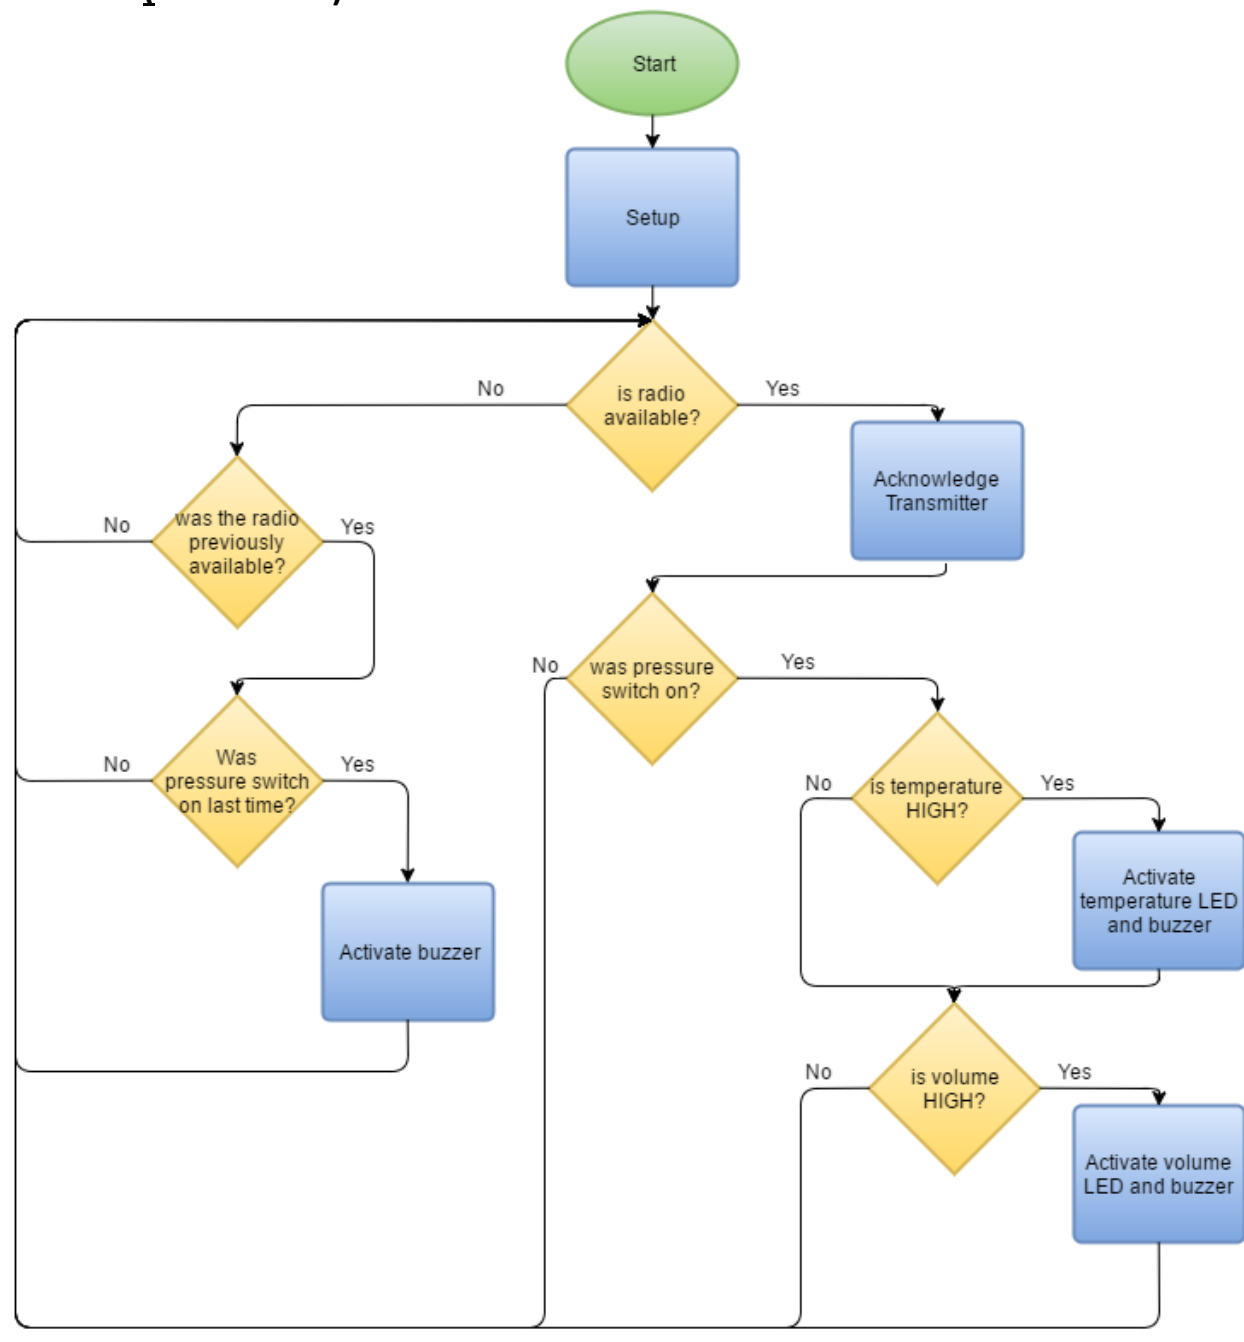 Start
Setup
is radio
available?
No
Yes
Acknowledge
Transmitter
was the radio
previously
available?
No
Yes
was pressure
switch on?
No
Yes
Was
pressure switch
on last time?
No
Yes
is temperature
HIGH?
No
Yes
Activate
temperature LED
and buzzer
Activate buzzer
is volume
HIGH?
No
Yes
Activate volume
LED and buzzer